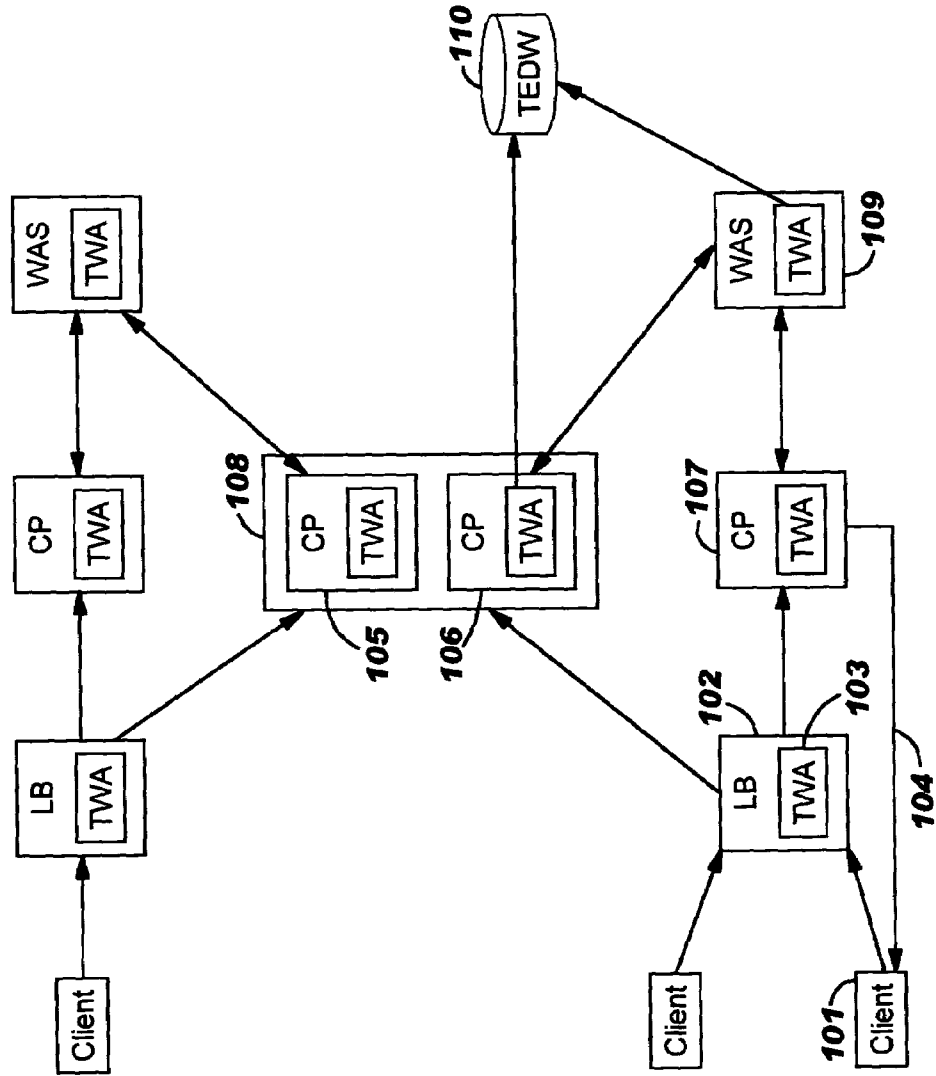 101
Client
Client
Client
104
LB
102
TWA
103
LB
TWA
CP
107
TWA
106
CP
TWA
105
CP
TWA
108
CP
TWA
WAS
TWA
109
WAS
TWA
110
TEDW